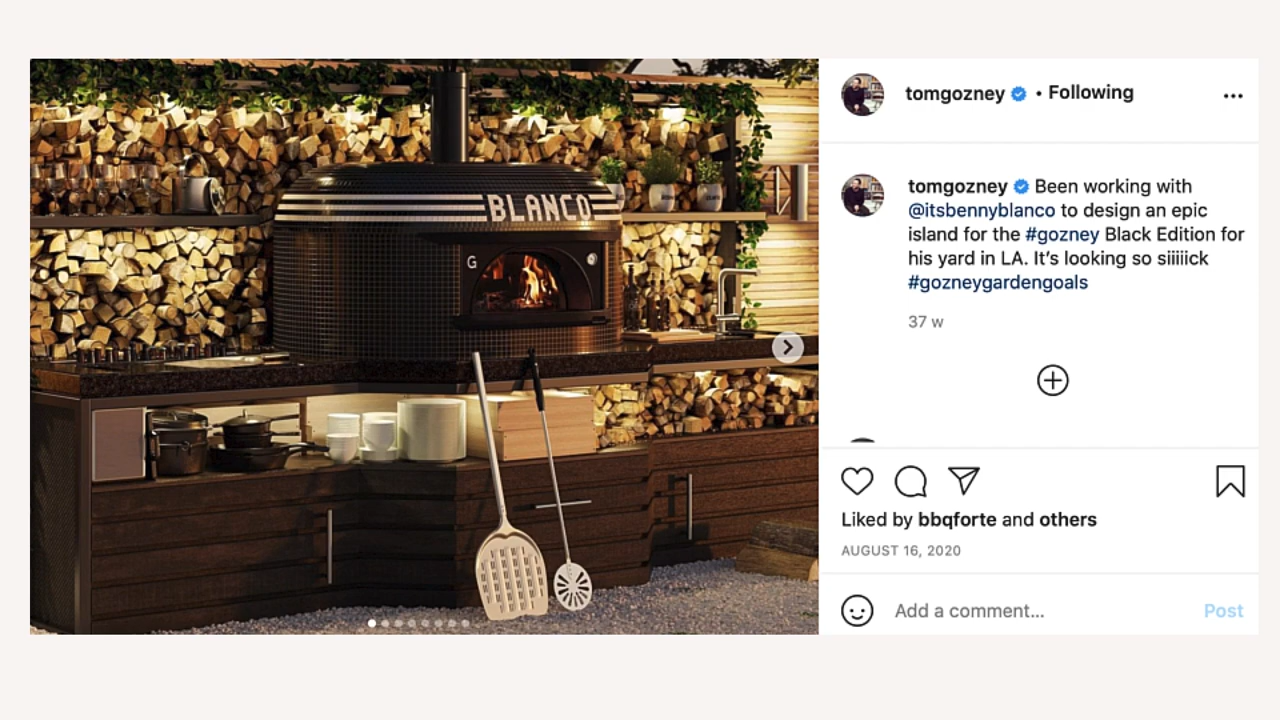 BLANCO
G
tomgozney • Following
tomgozney Been working with
@itsbennyblanco to design an epic
island for the #gozney Black Edition for
his yard in LA. It's looking so siiiiick
#gozneygardengoals
37 w
Liked by bbqforte and others
AUGUST 16, 2020
Add a comment...
Post